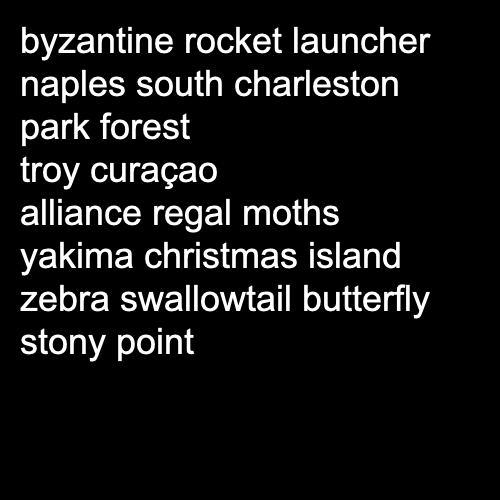 byzantine rocket launcher
naples south charleston
park forest
troy curaçao
alliance regal moths
yakima christmas island
zebra swallowtail butterfly
stony point